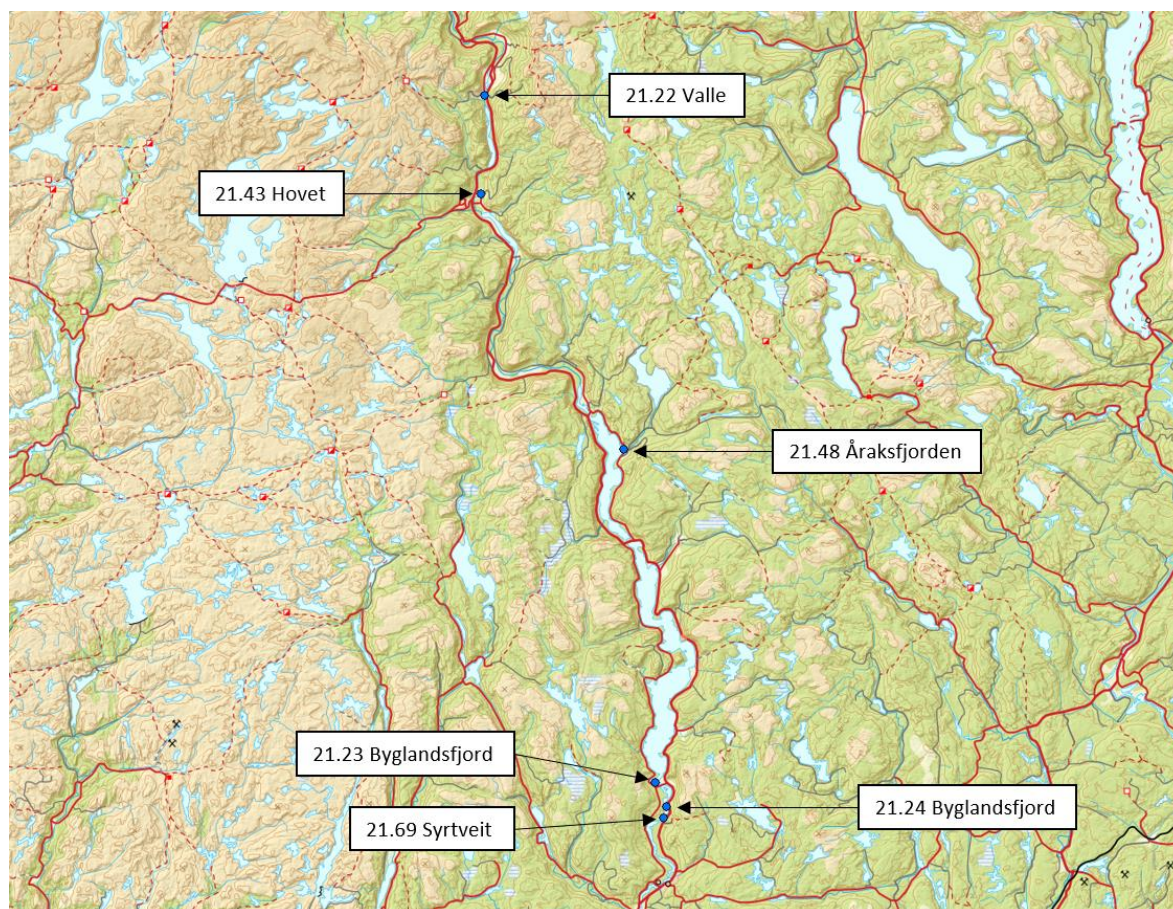 21.22 Valle
21.43 Hovet
21.48 Åraksfjorden
21.23 Byglandsfjord
21.24 Byglandsfjord
21.69 Syrtveit